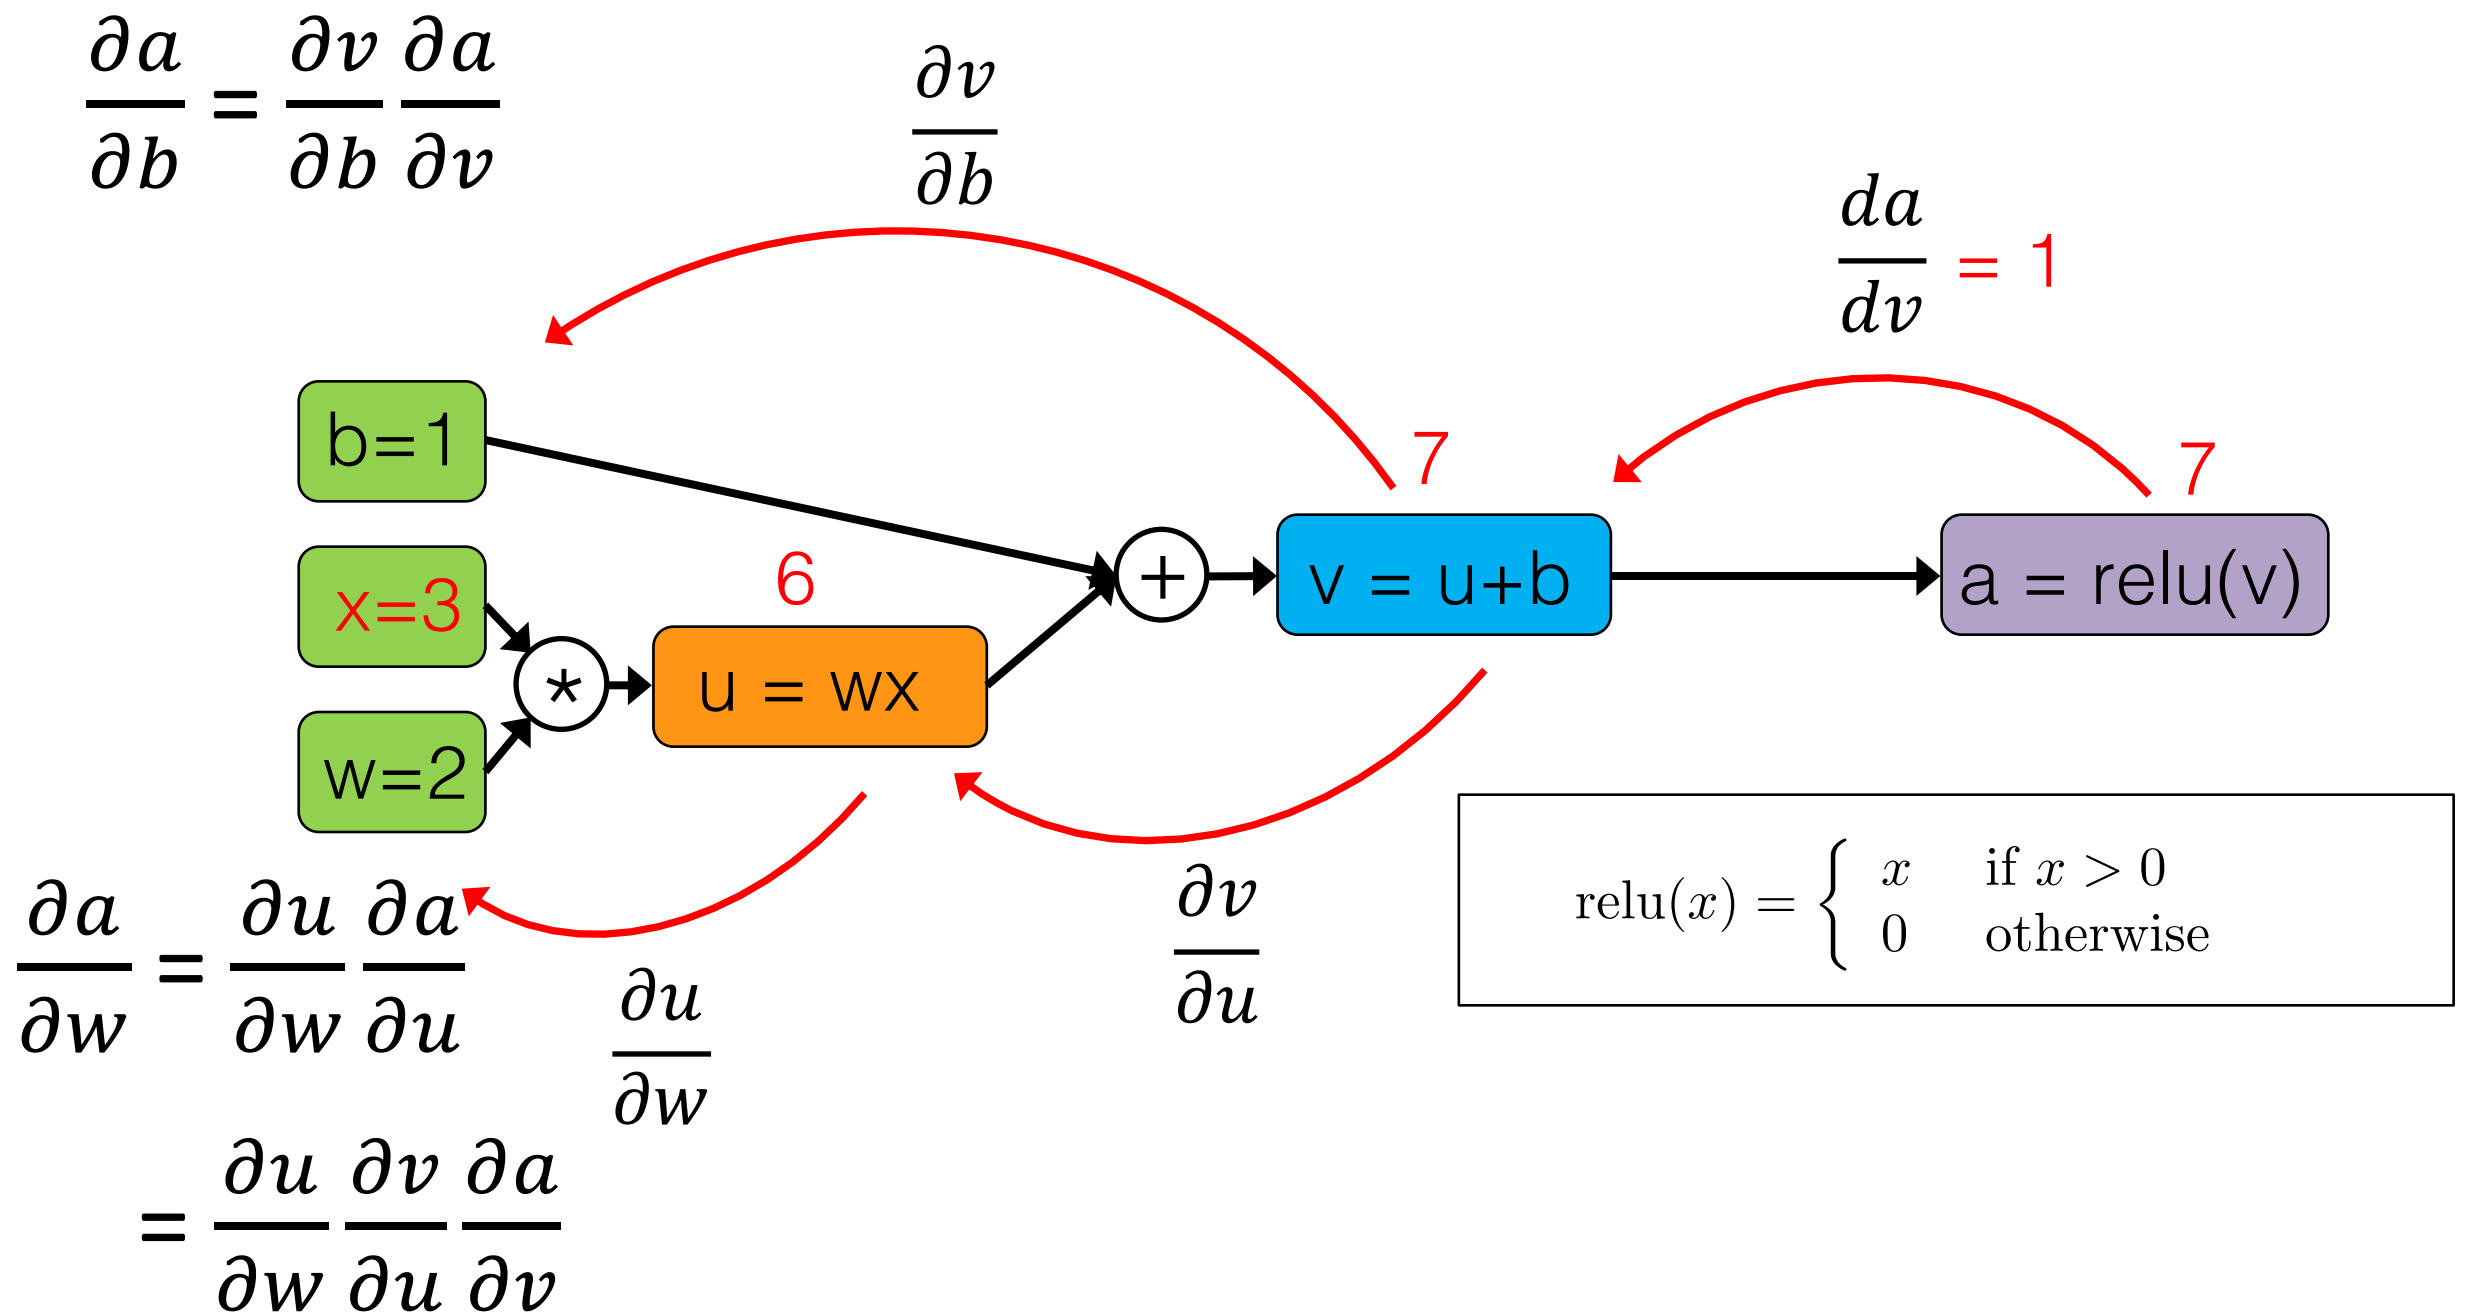 ∂a/∂b = ∂v/∂b ∂a/∂v
∂v/∂b
da/dv = 1
b=1
7
7
x=3
6
+
v = u+b
a = relu(v)
*
u = wx
w=2
relu(x) = { x if x > 0
0 otherwise
∂a/∂w = ∂u/∂w ∂a/∂u
∂v/∂u
∂u/∂w
= ∂u/∂w ∂v/∂u ∂a/∂v